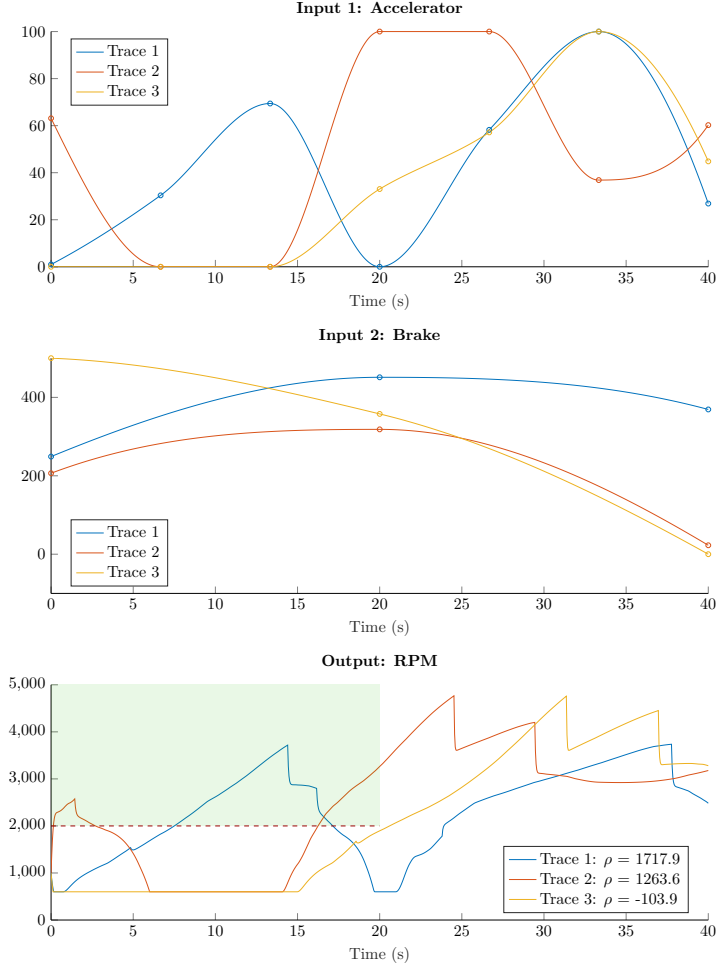 Input 1: Accelerator
100
80
60
40
20
0
Trace 1
Trace 2
Trace 3
0 5 10 15 20 25 30 35 40
Time (s)
Input 2: Brake
400
200
0
Trace 1
Trace 2
Trace 3
0 5 10 15 20 25 30 35 40
Time (s)
Output: RPM
5,000
4,000
3,000
2,000
1,000
0
Trace 1: ρ = 1717.9
Trace 2: ρ = 1263.6
Trace 3: ρ = -103.9
0 5 10 15 20 25 30 35 40
Time (s)